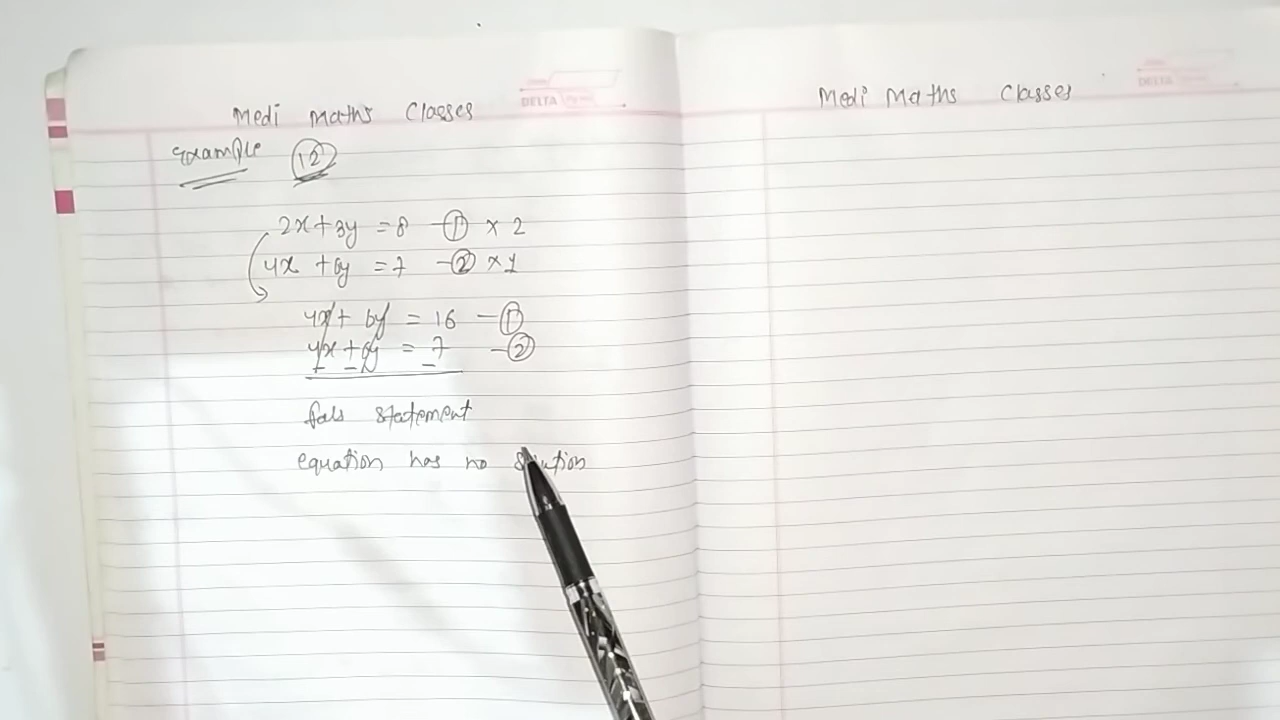 Medi Maths Classes
DELTA
Example 12
2x+3y = 8 -① × 2
4x + 6y = 7 -② × 1
4x + 6y = 16 -①
4x + 6y = 7 -②
- - -
fals statement
equation has no solution
Medi Maths Classes
DELTA